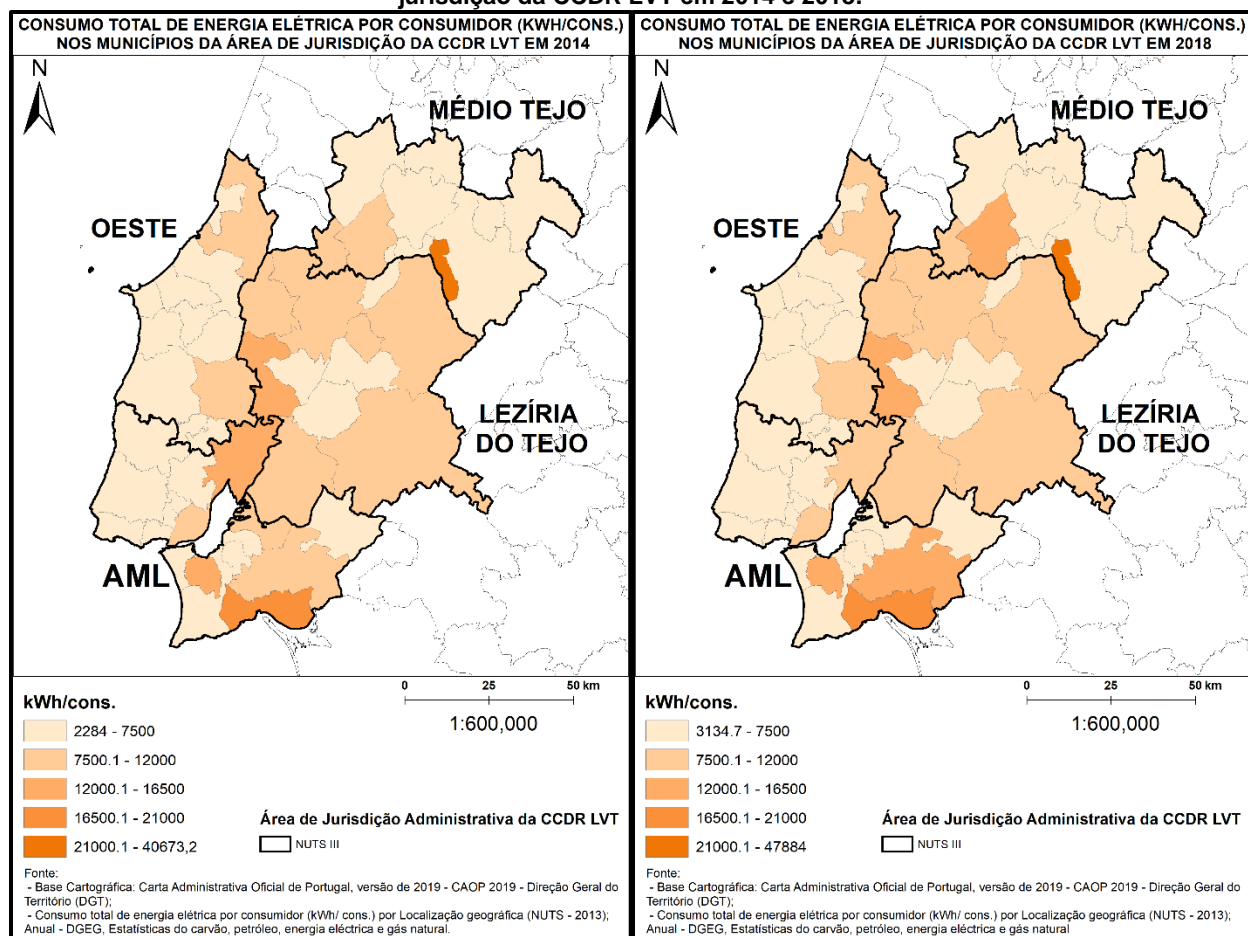 jurisdição da CCDR LVT em 2014 e 2018.
CONSUMO TOTAL DE ENERGIA ELÉTRICA POR CONSUMIDOR (KWH/CONS.)
NOS MUNICÍPIOS DA ÁREA DE JURISDIÇÃO DA CCDR LVT EM 2014
N
MÉDIO TEJO
OESTE
LEZÍRIA
DO TEJO
AML
kWh/cons.
2284 - 7500
7500.1 - 12000
12000.1 - 16500
16500.1 - 21000
21000.1 - 40673,2
0 25 50 km
1:600,000
Área de Jurisdição Administrativa da CCDR LVT
NUTS III
Fonte:
- Base Cartográfica: Carta Administrativa Oficial de Portugal, versão de 2019 - CAOP 2019 - Direção Geral do
Território (DGT);
- Consumo total de energia elétrica por consumidor (kWh/ cons.) por Localização geográfica (NUTS - 2013);
Anual - DGEG, Estatísticas do carvão, petróleo, energia eléctrica e gás natural.
CONSUMO TOTAL DE ENERGIA ELÉTRICA POR CONSUMIDOR (KWH/CONS.)
NOS MUNICÍPIOS DA ÁREA DE JURISDIÇÃO DA CCDR LVT EM 2018
N
MÉDIO TEJO
OESTE
LEZÍRIA
DO TEJO
AML
kWh/cons.
3134.7 - 7500
7500.1 - 12000
12000.1 - 16500
16500.1 - 21000
21000.1 - 47884
0 25 50 km
1:600,000
Área de Jurisdição Administrativa da CCDR LVT
NUTS III
Fonte:
- Base Cartográfica: Carta Administrativa Oficial de Portugal, versão de 2019 - CAOP 2019 - Direção Geral do
Território (DGT);
- Consumo total de energia elétrica por consumidor (kWh/ cons.) por Localização geográfica (NUTS - 2013);
Anual - DGEG, Estatísticas do carvão, petróleo, energia eléctrica e gás natural